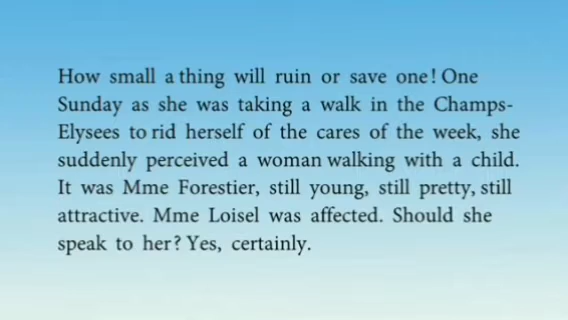 How small a thing will ruin or save one! One
Sunday as she was taking a walk in the Champs-
Elysees to rid herself of the cares of the week, she
suddenly perceived a woman walking with a child.
It was Mme Forestier, still young, still pretty, still
attractive. Mme Loisel was affected. Should she
speak to her? Yes, certainly.